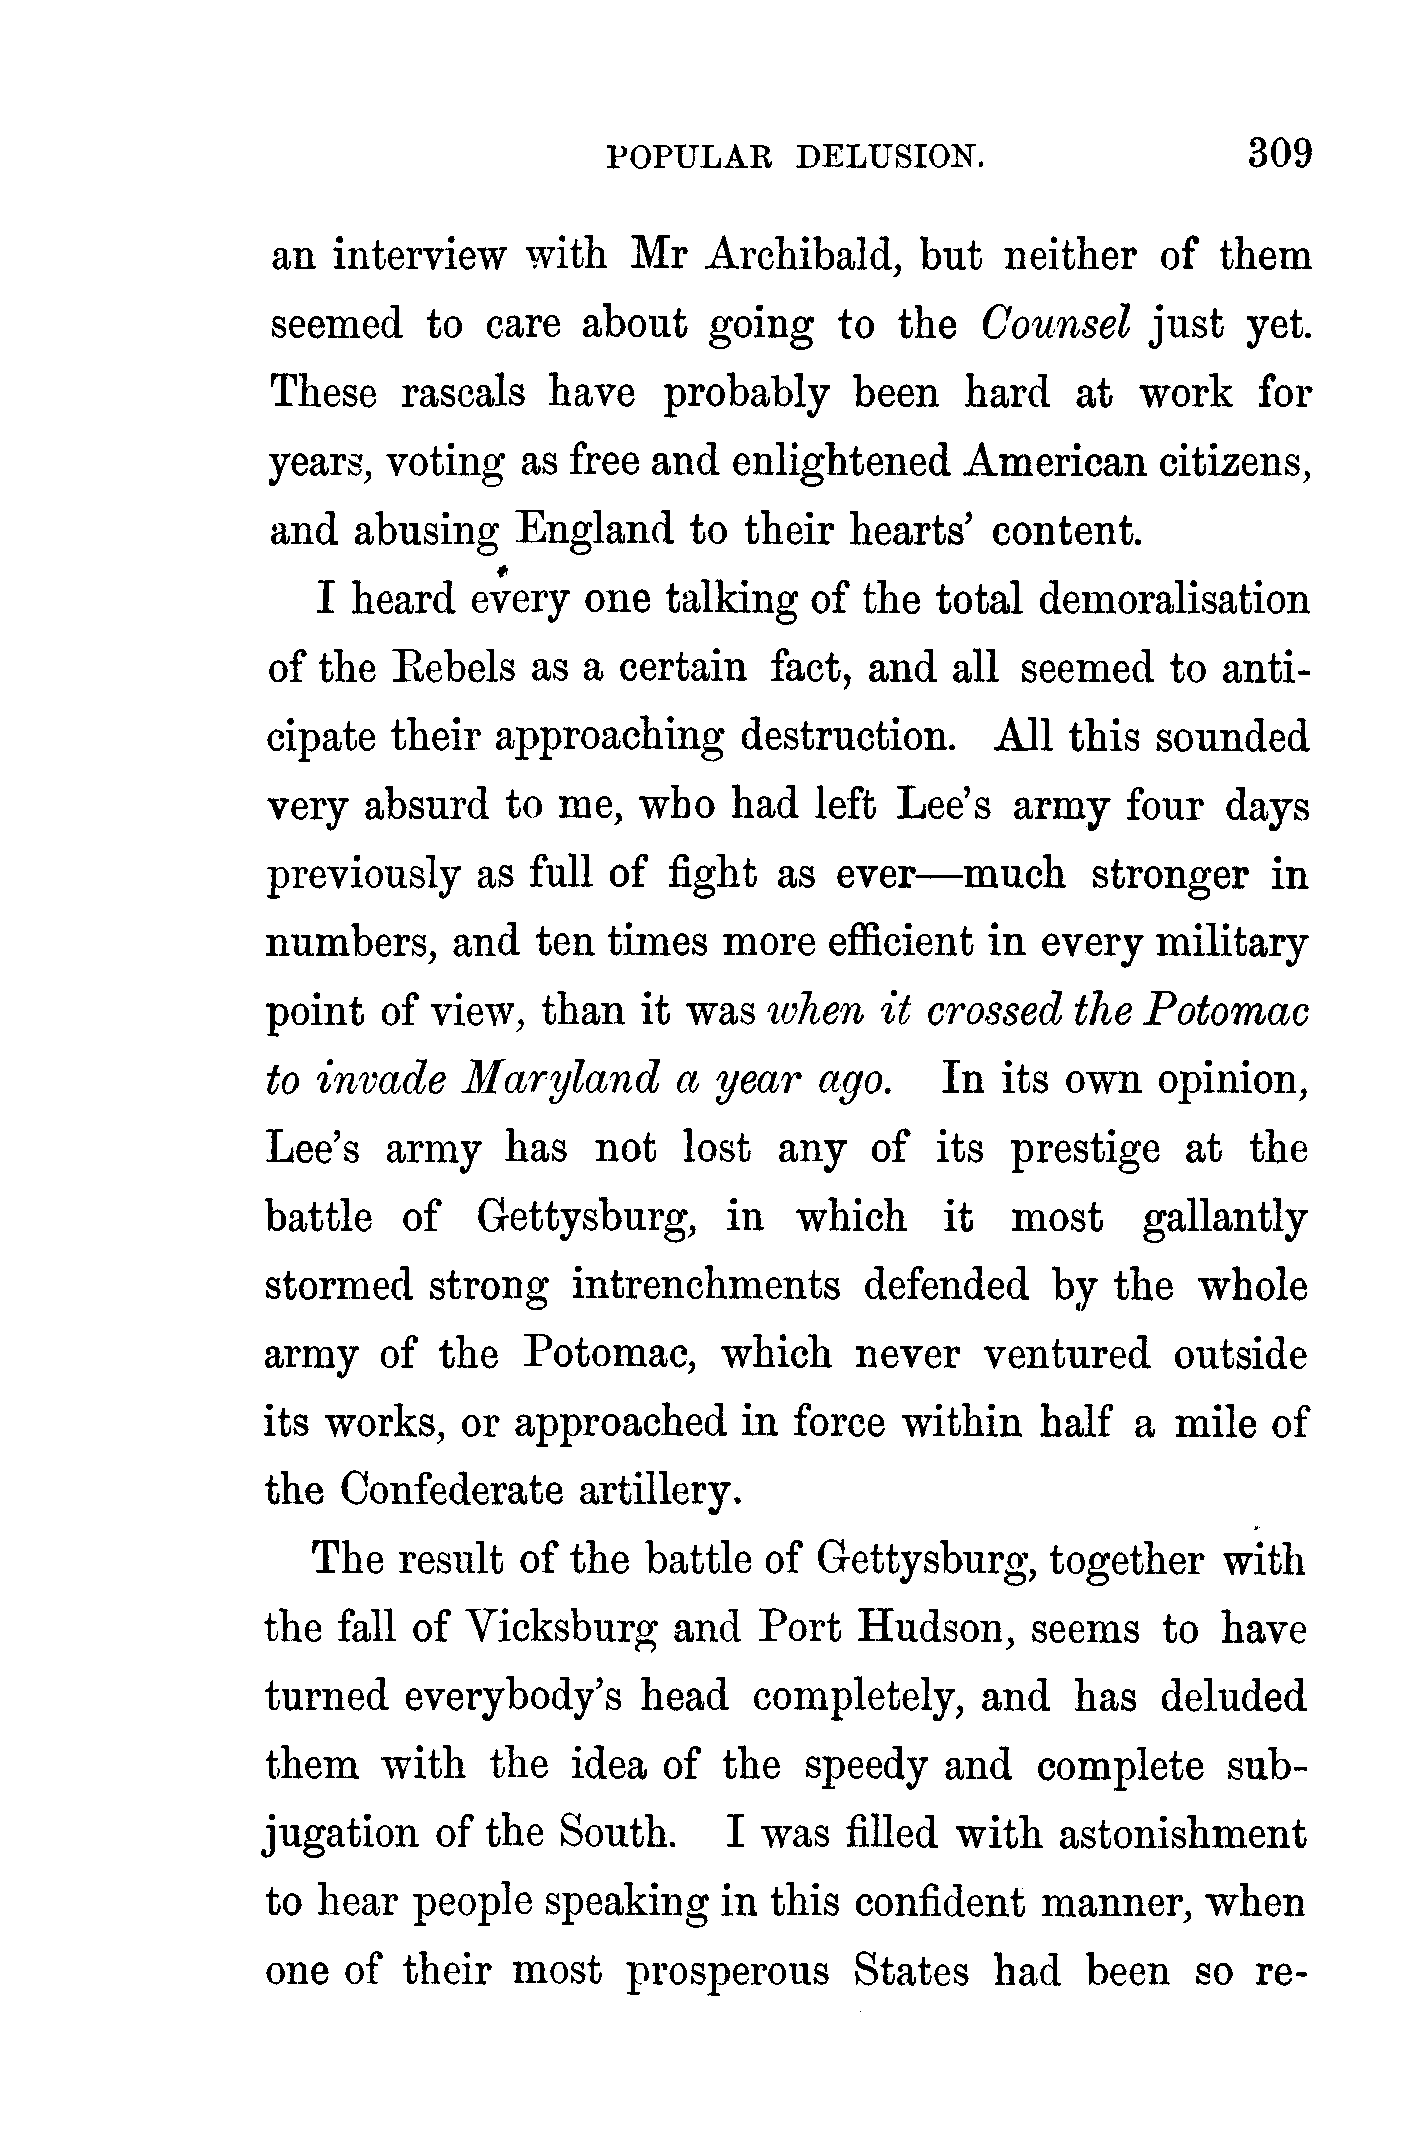 POPULAR DELUSION. 309
an interview with Mr Archibald, but neither of them
seemed to care about going to the Counsel just yet.
These rascals have probably been hard at work for
years, voting as free and enlightened American citizens,
and abusing England to their hearts' content.
I heard every one talking of the total demoralisation
of the Rebels as a certain fact, and all seemed to anti-
cipate their approaching destruction. All this sounded
very absurd to me, who had left Lee's army four days
previously as full of fight as ever—much stronger in
numbers, and ten times more efficient in every military
point of view, than it was when it crossed the Potomac
to invade Maryland a year ago. In its own opinion,
Lee's army has not lost any of its prestige at the
battle of Gettysburg, in which it most gallantly
stormed strong intrenchments defended by the whole
army of the Potomac, which never ventured outside
its works, or approached in force within half a mile of
the Confederate artillery.
The result of the battle of Gettysburg, together with
the fall of Vicksburg and Port Hudson, seems to have
turned everybody's head completely, and has deluded
them with the idea of the speedy and complete sub-
jugation of the South. I was filled with astonishment
to hear people speaking in this confident manner, when
one of their most prosperous States had been so re-